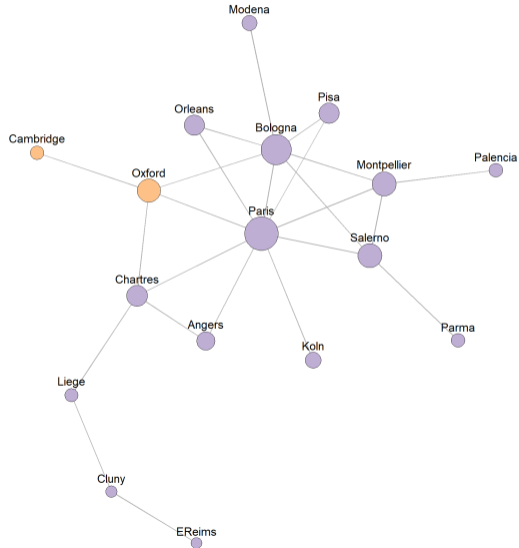 Modena
Pisa
Orleans
Bologna
Cambridge
Montpellier
Palencia
Oxford
Paris
Salerno
Chartres
Angers
Parma
Koln
Liege
Cluny
EReims